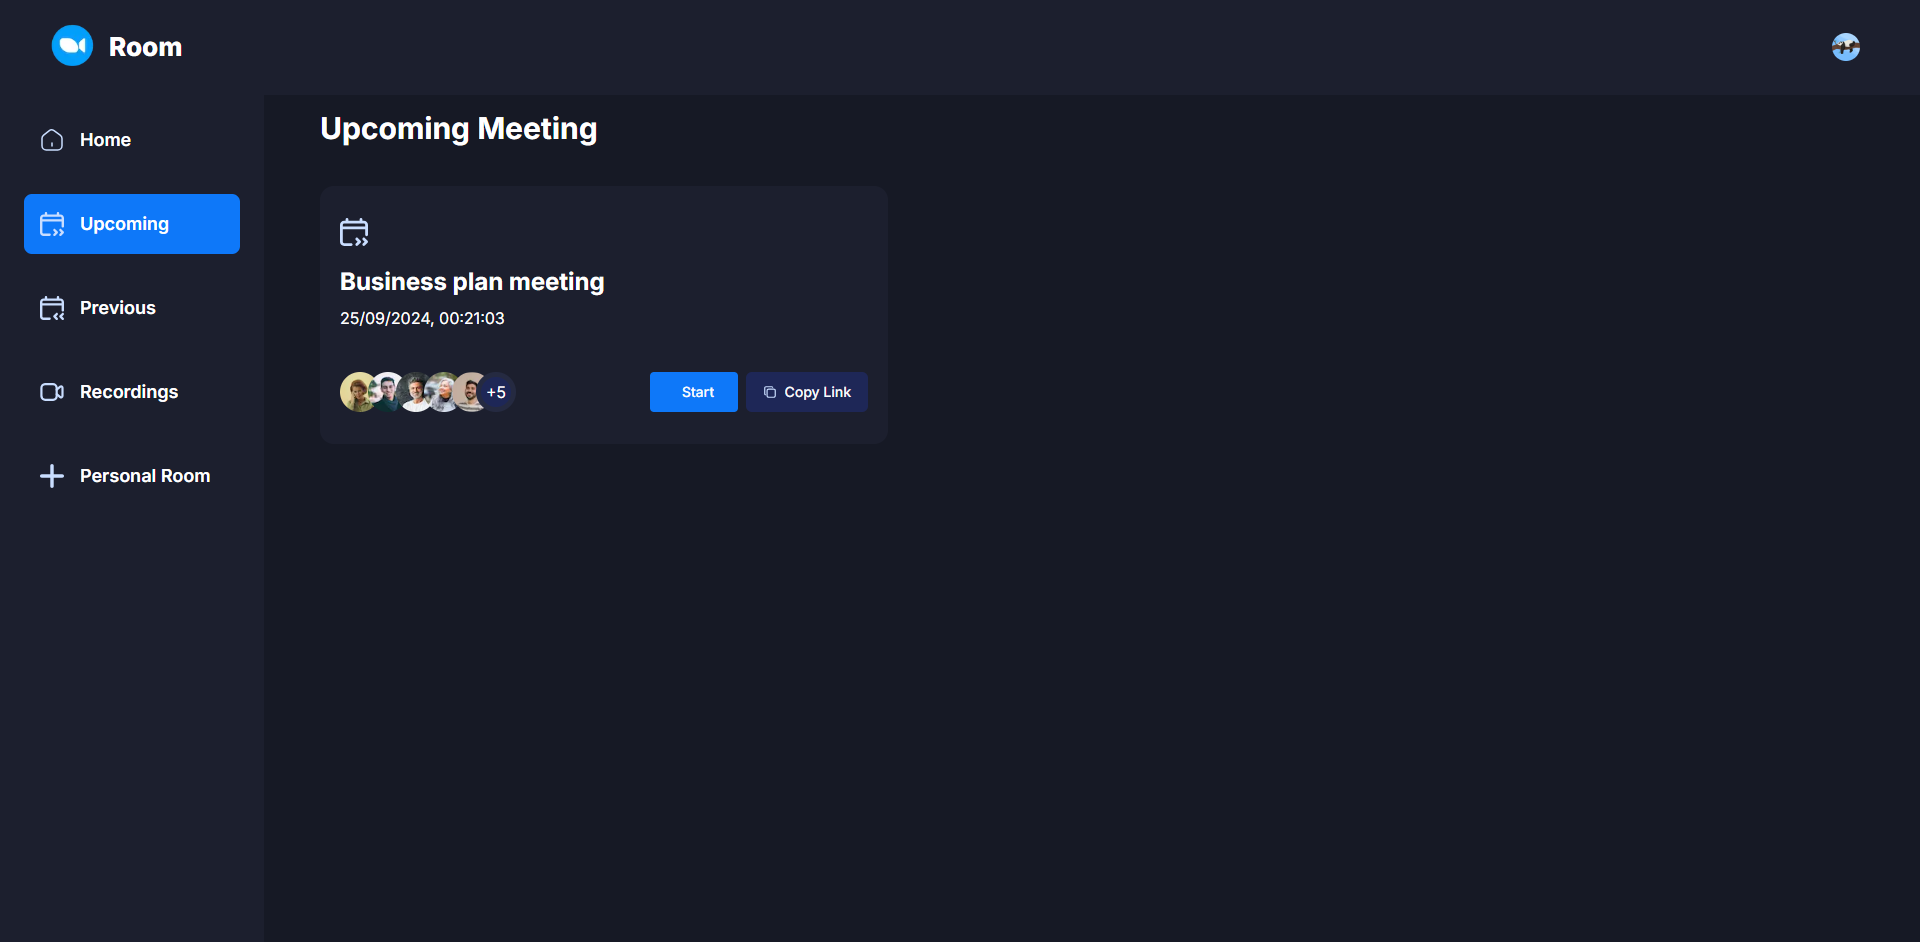 Room
Home
Upcoming
Previous
Recordings
Personal Room
Upcoming Meeting
Business plan meeting
25/09/2024, 00:21:03
+5
Start
Copy Link